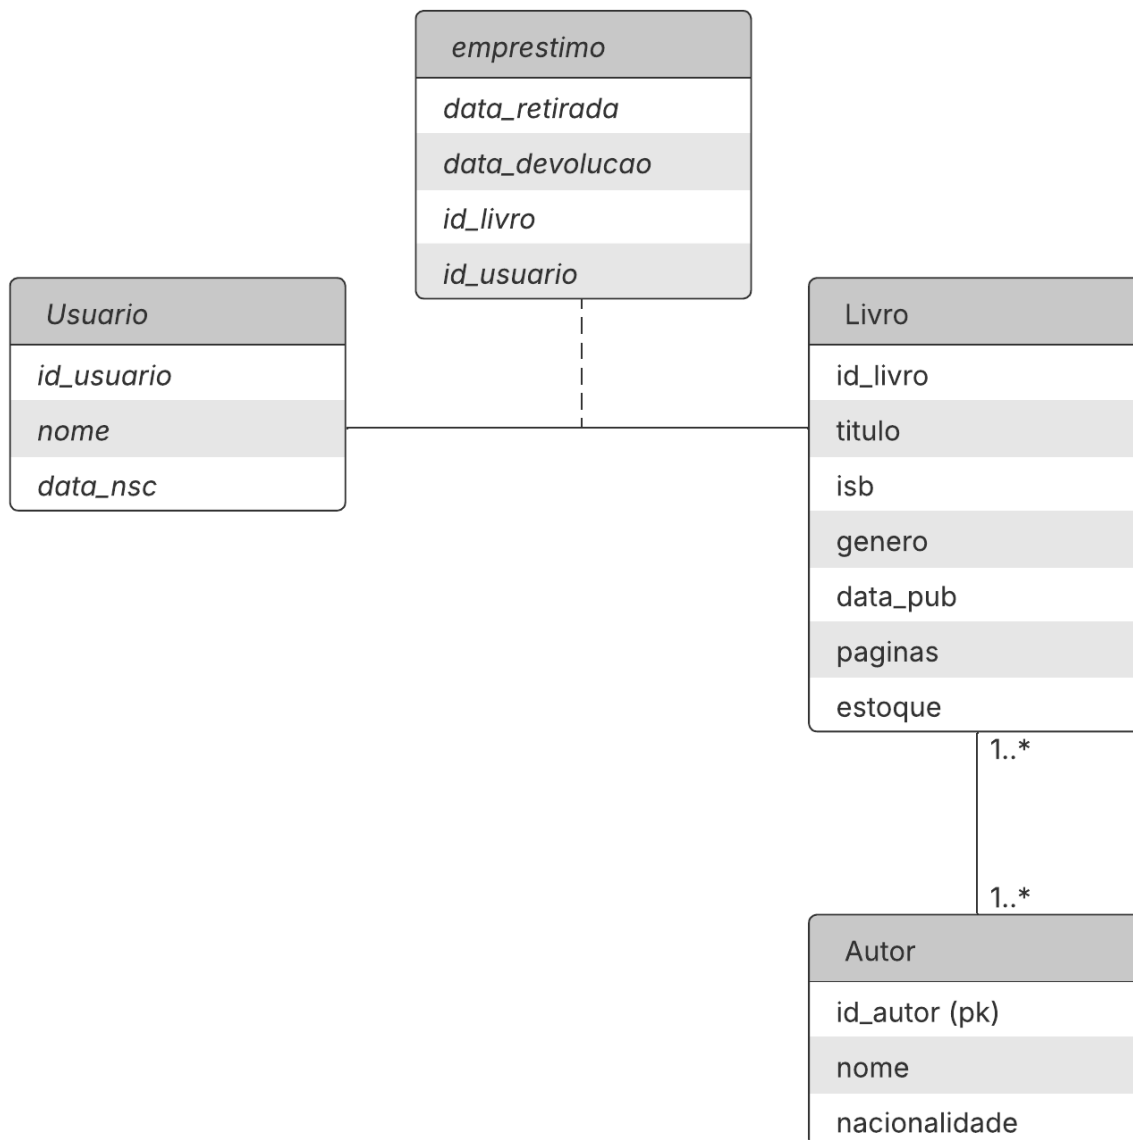 emprestimo
data_retirada
data_devolucao
id_livro
id_usuario
Usuario
id_usuario
nome
data_nsc
Livro
id_livro
titulo
isb
genero
data_pub
paginas
estoque
1..*
1..*
Autor
id_autor (pk)
nome
nacionalidade